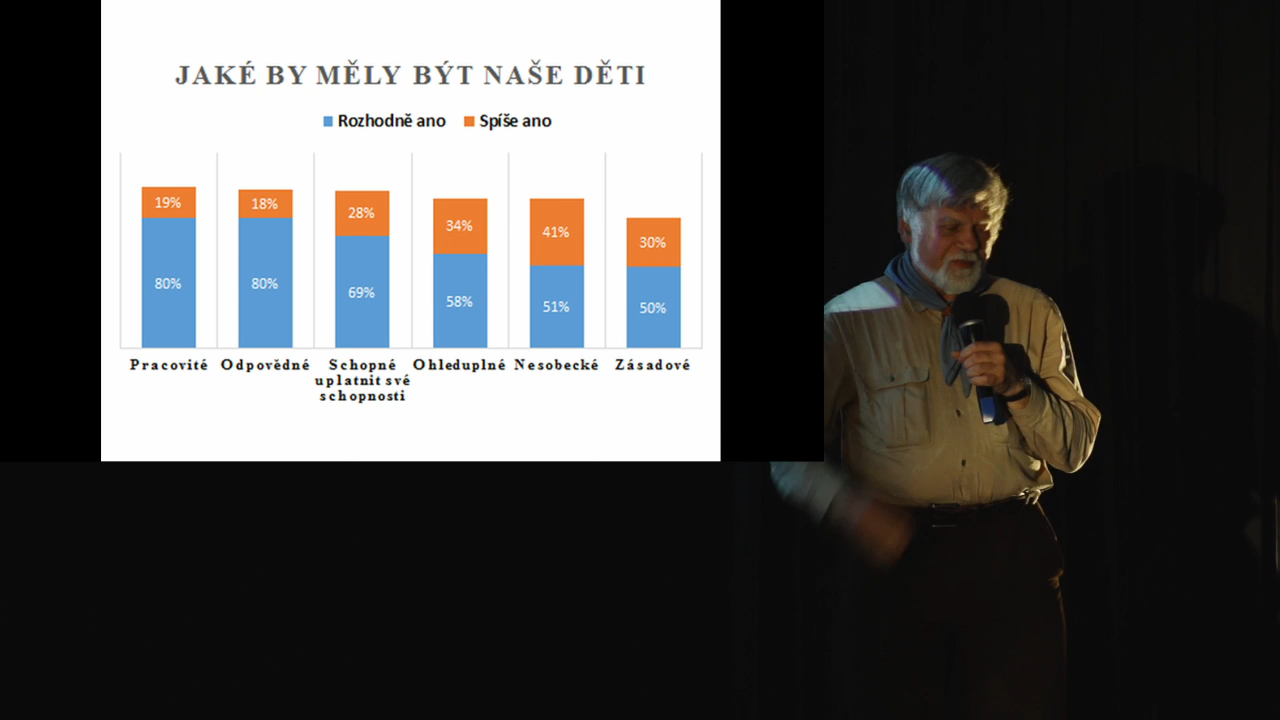 JAKÉ BY MĚLY BÝT NAŠE DĚTI
Rozhodně ano Spíše ano
19% 18% 28% 34% 41% 30%
80% 80% 69% 58% 51% 50%
Pracovité Odpovědné Schopné Ohleduplné Nesobecké Zásadové
uplatnit své
schopnosti